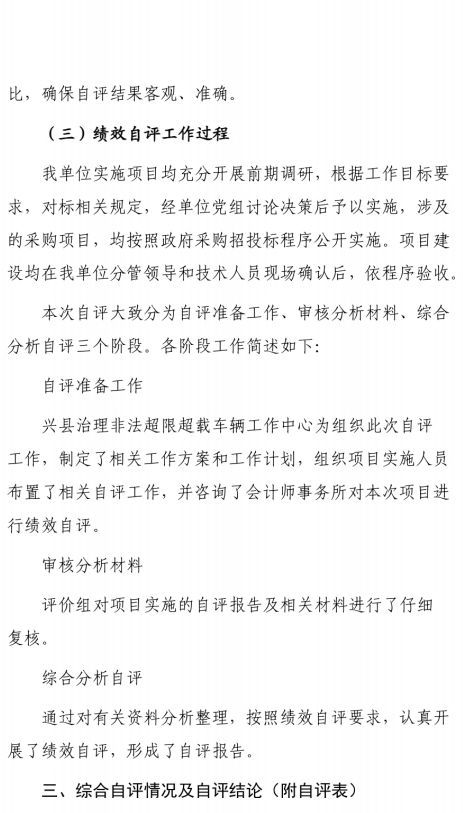 比，确保自评结果客观、准确。
（三）绩效自评工作过程
我单位实施项目均充分开展前期调研，根据工作目标要
求，对标相关规定，经单位党组讨论决策后予以实施，涉及
的采购项目，均按照政府采购招投标程序公开实施。项目建
设均在我单位分管领导和技术人员现场确认后，依程序验收。
本次自评大致分为自评准备工作、审核分析材料、综合
分析自评三个阶段。各阶段工作简述如下：
自评准备工作
兴县治理非法超限超载车辆工作中心为组织此次自评
工作，制定了相关工作方案和工作计划，组织项目实施人员
布置了相关自评工作，并咨询了会计师事务所对本次项目进
行绩效自评。
审核分析材料
评价组对项目实施的自评报告及相关材料进行了仔细
复核。
综合分析自评
通过对有关资料分析整理，按照绩效自评要求，认真开
展了绩效自评，形成了自评报告。
三、综合自评情况及自评结论（附自评表）